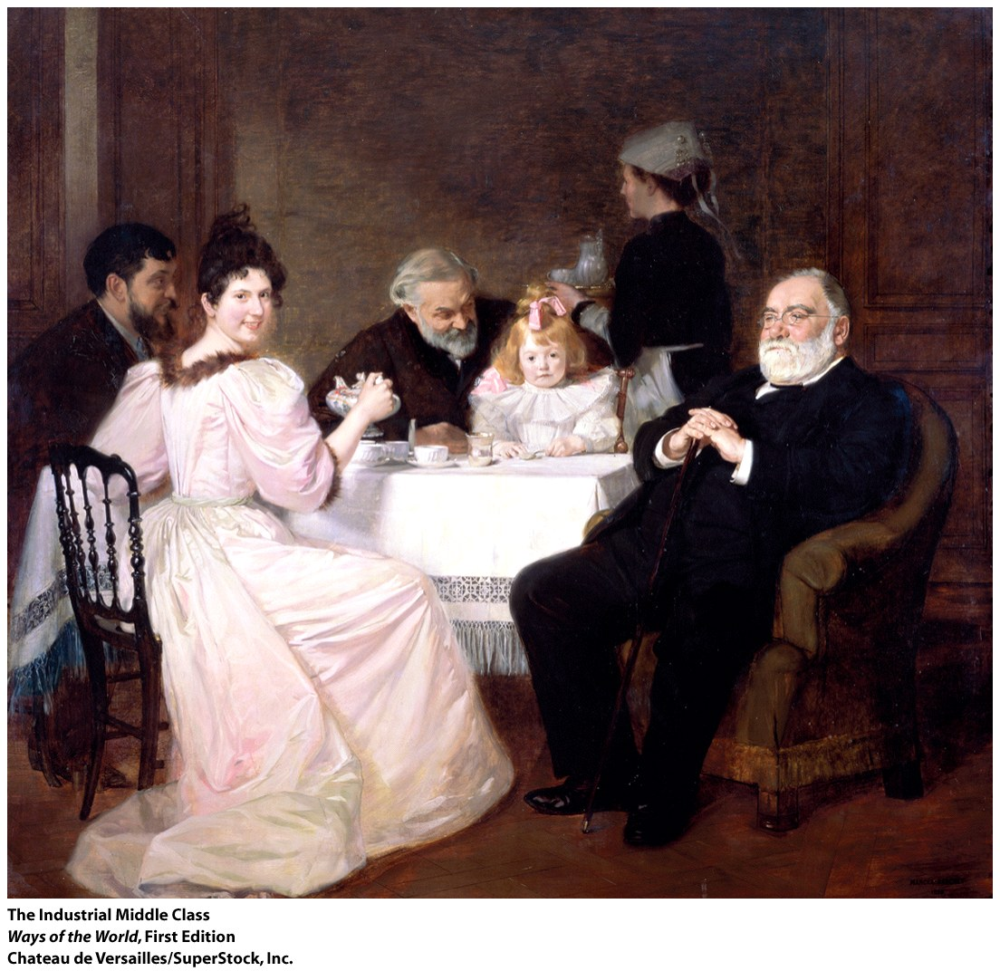 The Industrial Middle Class
Ways of the World, First Edition
Chateau de Versailles/SuperStock, Inc.